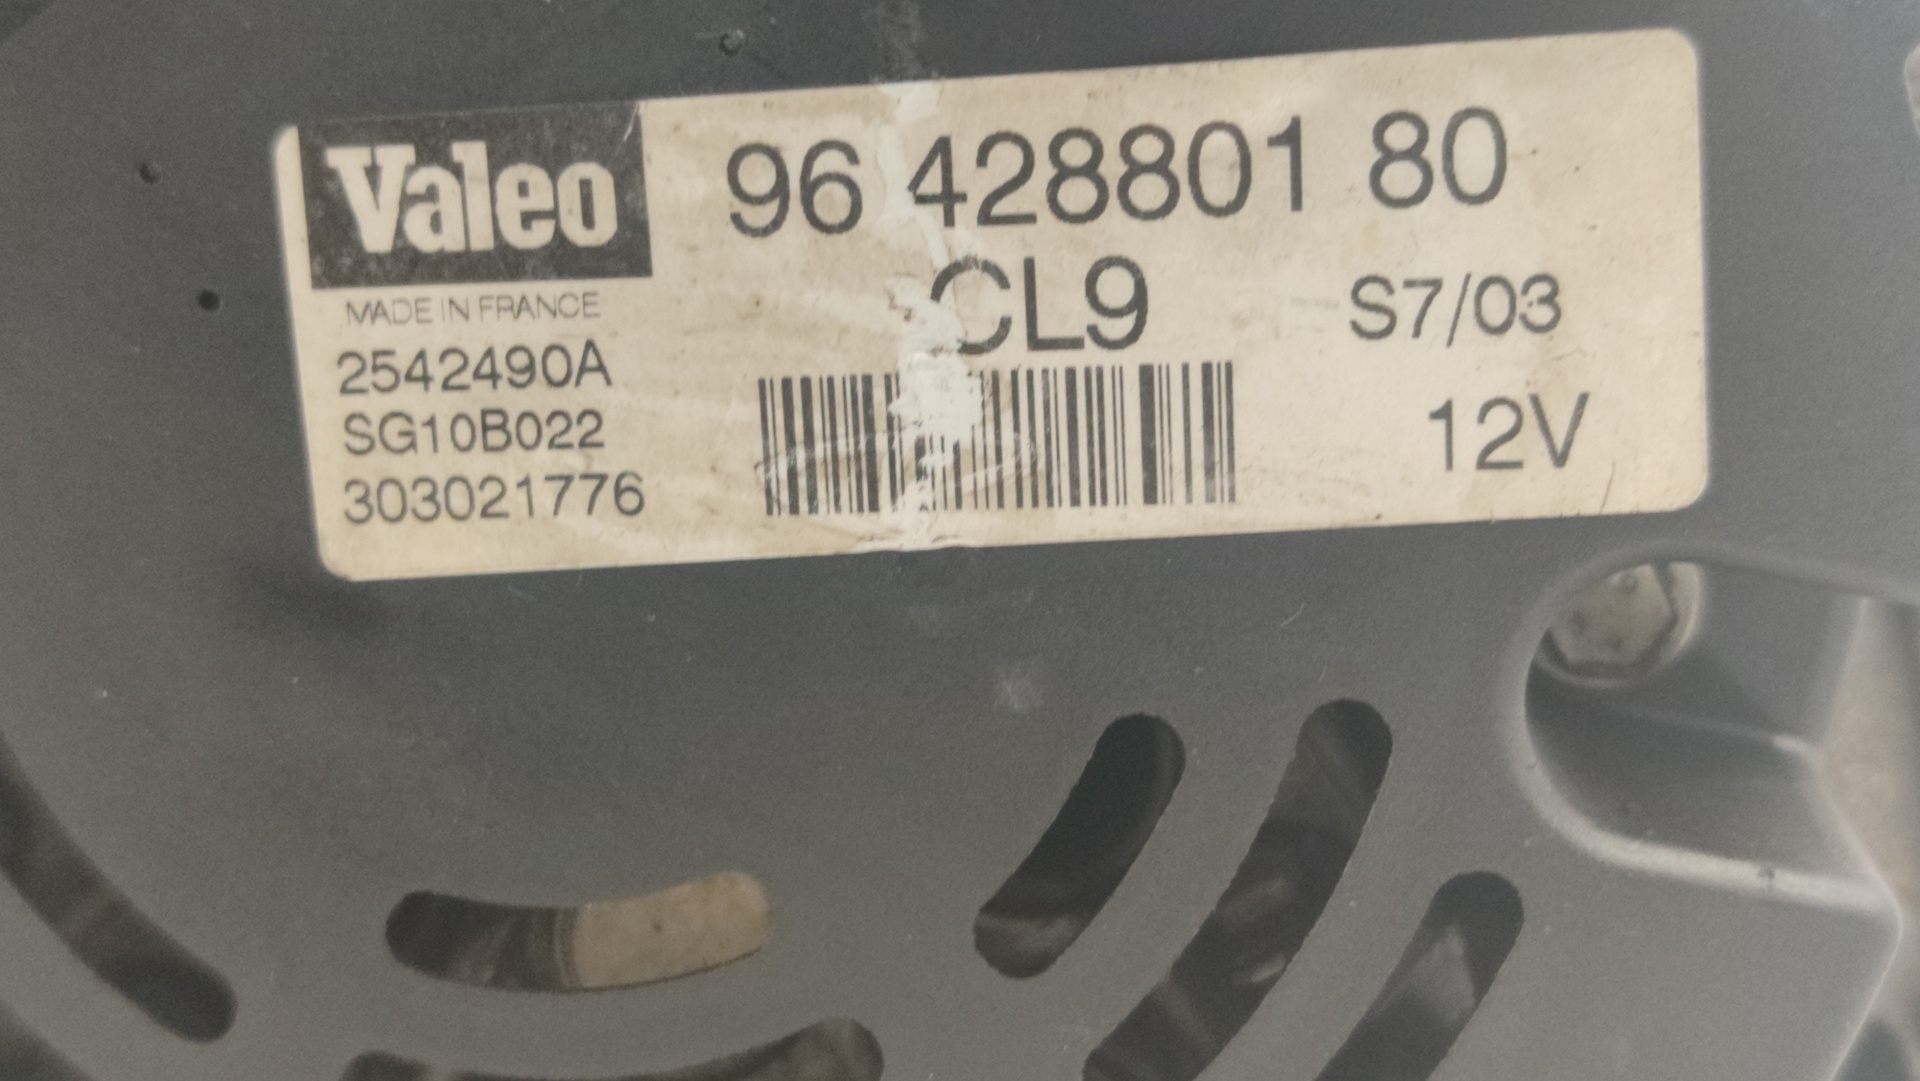 Valeo
MADE IN FRANCE
2542490A
SG10B022
303021776
96 428801 80
CL9
S7/03
12V